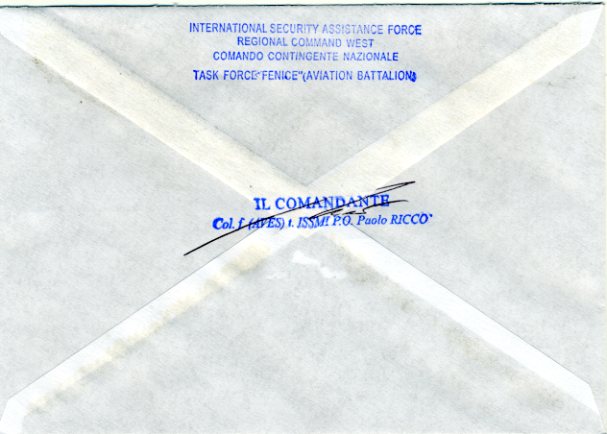 INTERNATIONAL SECURITY ASSISTANCE FORCE
REGIONAL COMMAND WEST
COMANDO CONTINGENTE NAZIONALE
TASK FORCE "FENICE" (AVIATION BATTALION)
IL COMANDANTE
Col. f. (AVES) t. ISSMI P.O. Paolo RICCO'